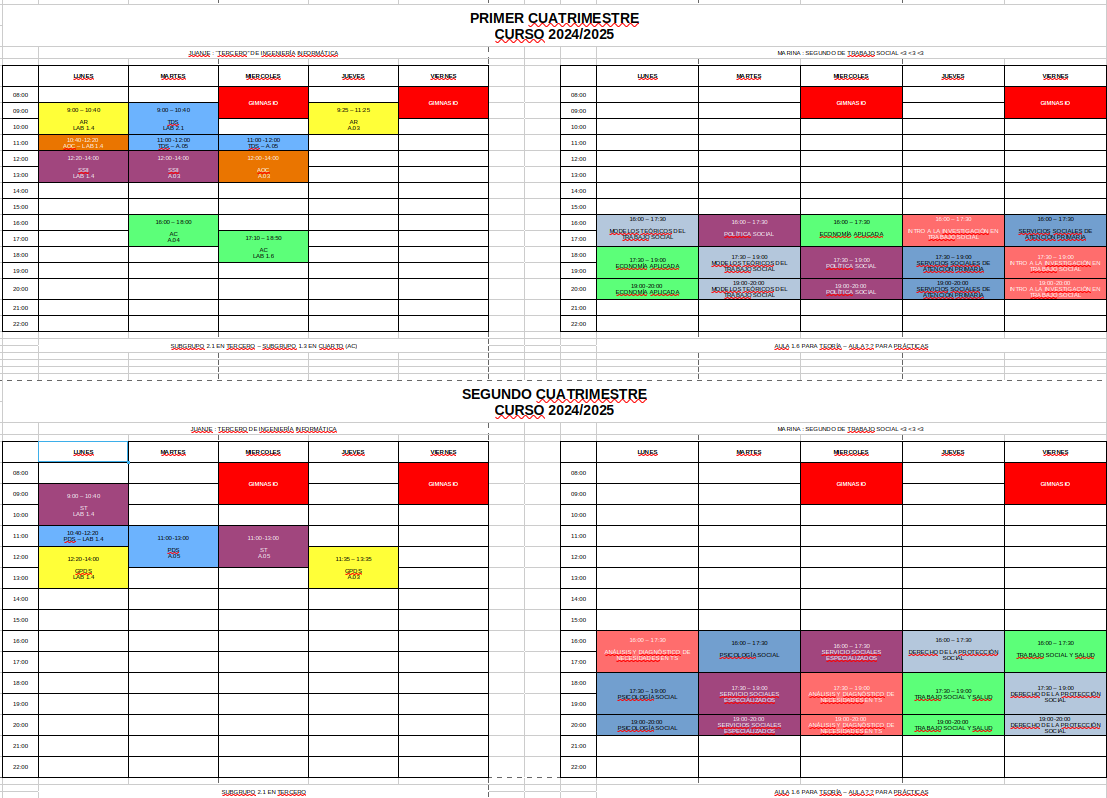 PRIMER CUATRIMESTRE
CURSO 2024/2025
JUANJE : "TERCERO" DE INGENIERÍA INFORMÁTICA
LUNES MARTES MIERCOLES JUEVES VIERNES
08:00
09:00
10:00
11:00
12:00
13:00
14:00
15:00
16:00
17:00
18:00
19:00
20:00
21:00
22:00
9:00 – 10:40
AR
LAB 1.4
10:40-12:20
AOC – LAB 1.4
12:20-14:00
SSII
LAB 1.4
9:00 – 10:40
TDS
LAB 2.1
11:00-12:00
TDS – A.05
12:00-14:00
SSII
A.03
16:00 – 18:00
AC
A.04
GIMNASIO
11:00-12:00
TDS – A.05
12:00-14:00
AOC
A.03
17:10 – 18:50
AC
LAB 1.6
9:25 – 11:25
AR
A.03
GIMNASIO
SUBGRUPO 2.1 EN TERCERO – SUBGRUPO 1.3 EN CUARTO (AC)
MARINA : SEGUNDO DE TRABAJO SOCIAL <3 <3 <3
LUNES MARTES MIERCOLES JUEVES VIERNES
08:00
09:00
10:00
11:00
12:00
13:00
14:00
15:00
16:00
17:00
18:00
19:00
20:00
21:00
22:00
16:00 – 17:30
MODELOS TEÓRICOS DEL
TRABAJO SOCIAL
17:30 – 19:00
ECONOMÍA APLICADA
19:00-20:00
ECONOMÍA APLICADA
16:00 – 17:30
POLÍTICA SOCIAL
17:30 – 19:00
MODELOS TEÓRICOS DEL
TRABAJO SOCIAL
19:00-20:00
MODELOS TEÓRICOS DEL
TRABAJO SOCIAL
GIMNASIO
16:00 – 17:30
ECONOMÍA APLICADA
17:30 – 19:00
POLÍTICA SOCIAL
19:00-20:00
POLÍTICA SOCIAL
16:00 – 17:30
INTRO A LA INVESTIGACIÓN EN
TRABAJO SOCIAL
17:30 – 19:00
SERVICIOS SOCIALES DE
ATENCIÓN PRIMARIA
19:00-20:00
SERVICIOS SOCIALES DE
ATENCIÓN PRIMARIA
GIMNASIO
16:00 – 17:30
SERVICIOS SOCIALES DE
ATENCIÓN PRIMARIA
17:30 – 19:00
INTRO A LA INVESTIGACIÓN EN
TRABAJO SOCIAL
19:00-20:00
INTRO A LA INVESTIGACIÓN EN
TRABAJO SOCIAL
AULA 1.6 PARA TEORÍA – AULA ?.? PARA PRÁCTICAS
SEGUNDO CUATRIMESTRE
CURSO 2024/2025
JUANJE: TERCERO DE INGENIERÍA INFORMÁTICA
LUNES MARTES MIERCOLES JUEVES VIERNES
08:00
09:00
10:00
11:00
12:00
13:00
14:00
15:00
16:00
17:00
18:00
19:00
20:00
21:00
22:00
9:00 – 10:40
ST
LAB 1.4
10:40-12:20
PDS – LAB 1.4
12:20-14:00
GPDS
LAB 1.4
11:00-13:00
PDS
A.05
GIMNASIO
11:00-13:00
ST
A.05
11:35 – 13:35
GPDS
A.03
GIMNASIO
SUBGRUPO 2.1 EN TERCERO
MARINA : SEGUNDO DE TRABAJO SOCIAL <3 <3 <3
LUNES MARTES MIERCOLES JUEVES VIERNES
08:00
09:00
10:00
11:00
12:00
13:00
14:00
15:00
16:00
17:00
18:00
19:00
20:00
21:00
22:00
16:00 – 17:30
ANÁLISIS Y DIAGNÓSTICO DE
NECESIDADES EN TS
17:30 – 19:00
PSICOLOGÍA SOCIAL
19:00-20:00
PSICOLOGÍA SOCIAL
16:00 – 17:30
PSICOLOGÍA SOCIAL
17:30 – 19:00
SERVICIO SOCIALES
ESPECIALIZADOS
19:00-20:00
SERVICIO SOCIALES
ESPECIALIZADOS
GIMNASIO
16:00 – 17:30
SERVICIO SOCIALES
ESPECIALIZADOS
17:30 – 19:00
ANÁLISIS Y DIAGNÓSTICO DE
NECESIDADES EN TS
19:00-20:00
ANÁLISIS Y DIAGNÓSTICO DE
NECESIDADES EN TS
16:00 – 17:30
DERECHO DE LA PROTECCIÓN
SOCIAL
17:30 – 19:00
TRABAJO SOCIAL Y SALUD
19:00-20:00
TRABAJO SOCIAL Y SALUD
GIMNASIO
16:00 – 17:30
TRABAJO SOCIAL Y SALUD
17:30 – 19:00
DERECHO DE LA PROTECCIÓN
SOCIAL
19:00-20:00
DERECHO DE LA PROTECCIÓN
SOCIAL
AULA 1.6 PARA TEORÍA – AULA ?.? PARA PRÁCTICAS